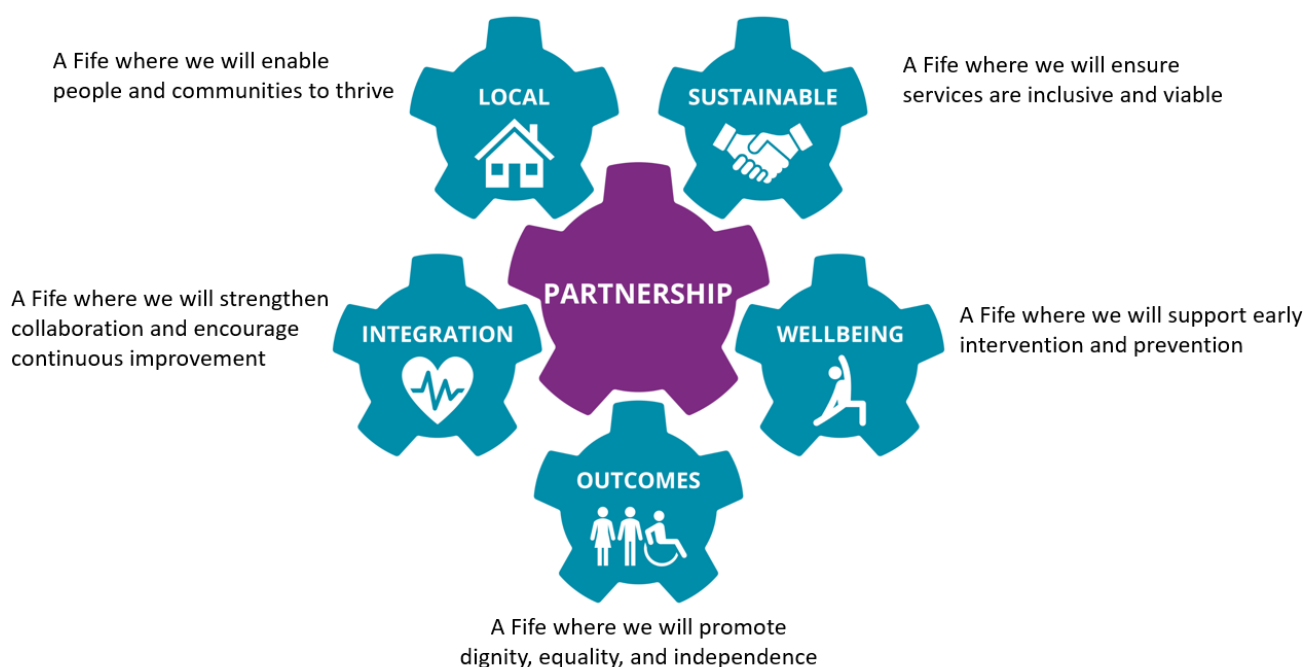 A Fife where we will enable
people and communities to thrive
LOCAL
SUSTAINABLE
A Fife where we will ensure
services are inclusive and viable
PARTNERSHIP
A Fife where we will strengthen
collaboration and encourage
continuous improvement
INTEGRATION
WELLBEING
A Fife where we will support early
intervention and prevention
OUTCOMES
A Fife where we will promote
dignity, equality, and independence